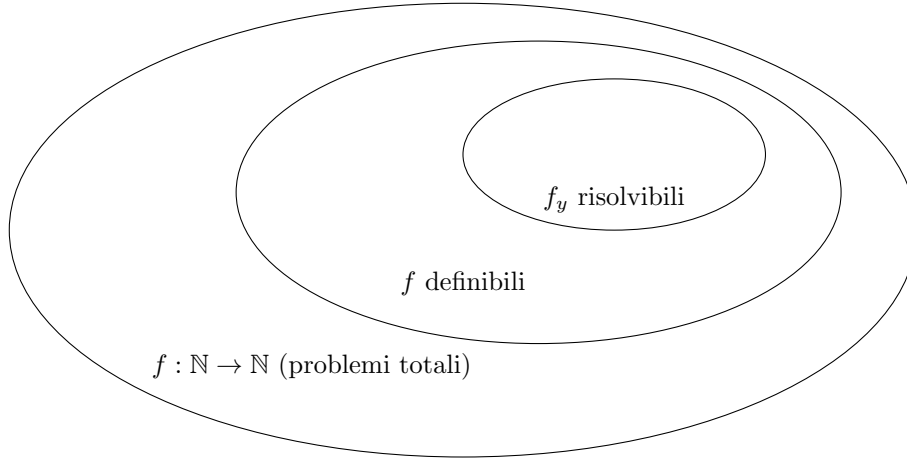 f_y risolvibili
f definibili
f : ℕ → ℕ (problemi totali)